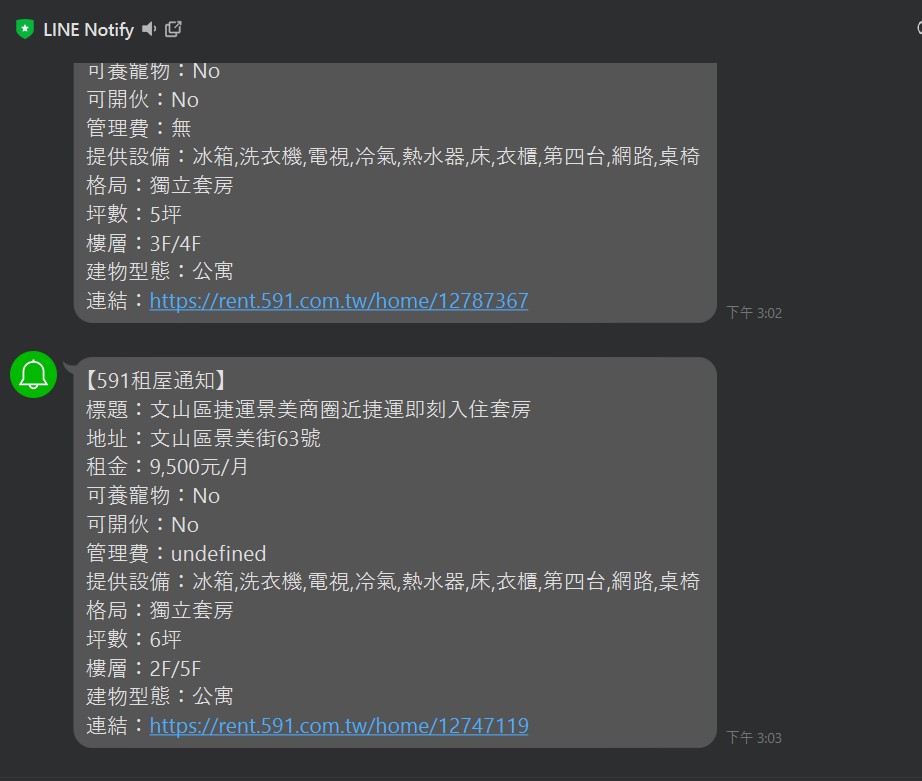 LINE Notify
可養寵物：No
可開伙：No
管理費：無
提供設備：冰箱,洗衣機,電視,冷氣,熱水器,床,衣櫃,第四台,網路,桌椅
格局：獨立套房
坪數：5坪
樓層：3F/4F
建物型態：公寓
連結：https://rent.591.com.tw/home/12787367
下午 3:02
【591租屋通知】
標題：文山區捷運景美商圈近捷運即刻入住套房
地址：文山區景美街63號
租金：9,500元/月
可養寵物：No
可開伙：No
管理費：undefined
提供設備：冰箱,洗衣機,電視,冷氣,熱水器,床,衣櫃,第四台,網路,桌椅
格局：獨立套房
坪數：6坪
樓層：2F/5F
建物型態：公寓
連結：https://rent.591.com.tw/home/12747119
下午 3:03